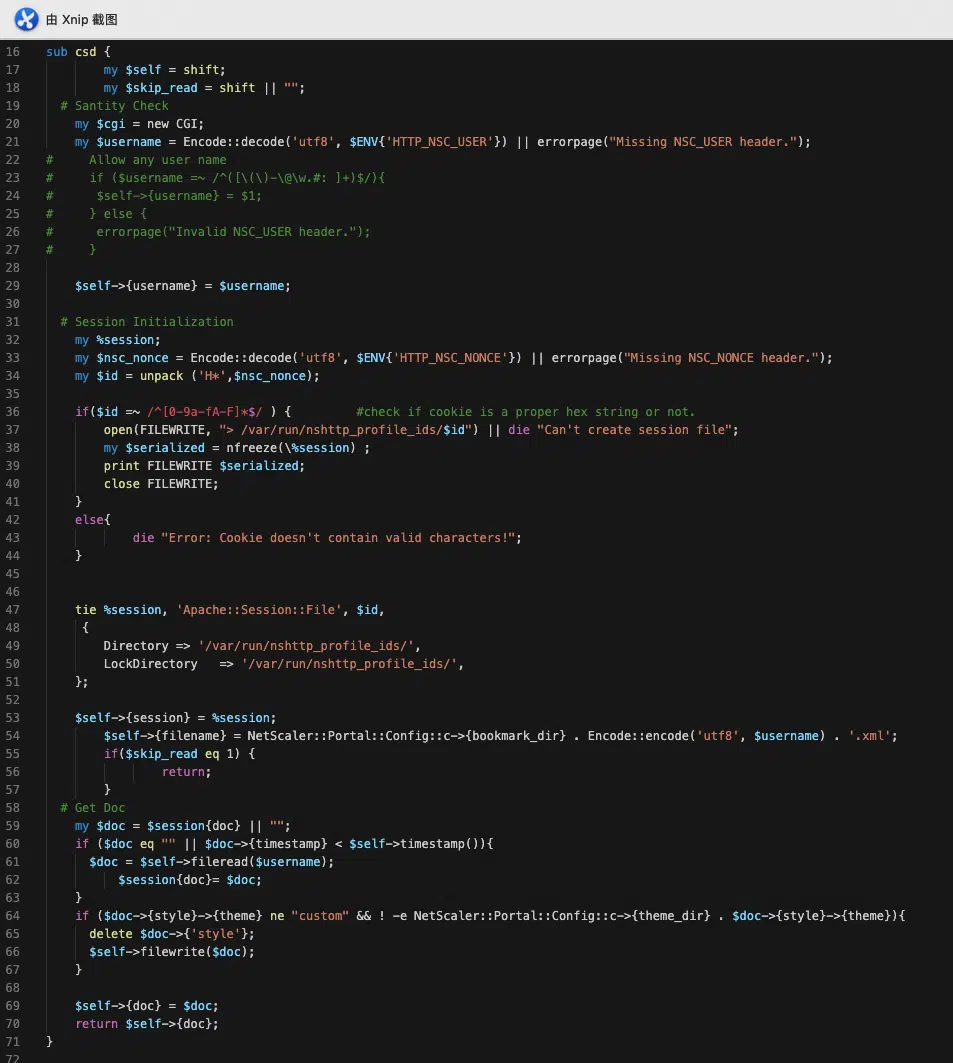 由 Xnip 截图
16 sub csd {
17 my $self = shift;
18 my $skip_read = shift || "";
19 # Santity Check
20 my $cgi = new CGI;
21 my $username = Encode::decode('utf8', $ENV{'HTTP_NSC_USER'}) || errorpage("Missing NSC_USER header.");
22 # Allow any user name
23 # if ($username =~ /^([\(\)-\@\w.#: ]+)$/){
24 # $self->{username} = $1;
25 # } else {
26 # errorpage("Invalid NSC_USER header.");
27 # }
28
29 $self->{username} = $username;
30
31 # Session Initialization
32 my %session;
33 my $nsc_nonce = Encode::decode('utf8', $ENV{'HTTP_NSC_NONCE'}) || errorpage("Missing NSC_NONCE header.");
34 my $id = unpack ('H*',$nsc_nonce);
35
36 if($id =~ /^[0-9a-fA-F]*$/ ) { #check if cookie is a proper hex string or not.
37 open(FILEWRITE, "> /var/run/nshttp_profile_ids/$id") || die "Can't create session file";
38 my $serialized = nfreeze(\%session) ;
39 print FILEWRITE $serialized;
40 close FILEWRITE;
41 }
42 else{
43 die "Error: Cookie doesn't contain valid characters!";
44 }
45
46
47 tie %session, 'Apache::Session::File', $id,
48 {
49 Directory => '/var/run/nshttp_profile_ids/',
50 LockDirectory => '/var/run/nshttp_profile_ids/',
51 };
52
53 $self->{session} = %session;
54 $self->{filename} = NetScaler::Portal::Config::c->{bookmark_dir} . Encode::encode('utf8', $username) . '.xml';
55 if($skip_read eq 1) {
56 return;
57 }
58 # Get Doc
59 my $doc = $session{doc} || "";
60 if ($doc eq "" || $doc->{timestamp} < $self->timestamp()){
61 $doc = $self->fileread($username);
62 $session{doc}= $doc;
63 }
64 if ($doc->{style}->{theme} ne "custom" && ! -e NetScaler::Portal::Config::c->{theme_dir} . $doc->{style}->{theme}){
65 delete $doc->{'style'};
66 $self->filewrite($doc);
67 }
68
69 $self->{doc} = $doc;
70 return $self->{doc};
71 }
72